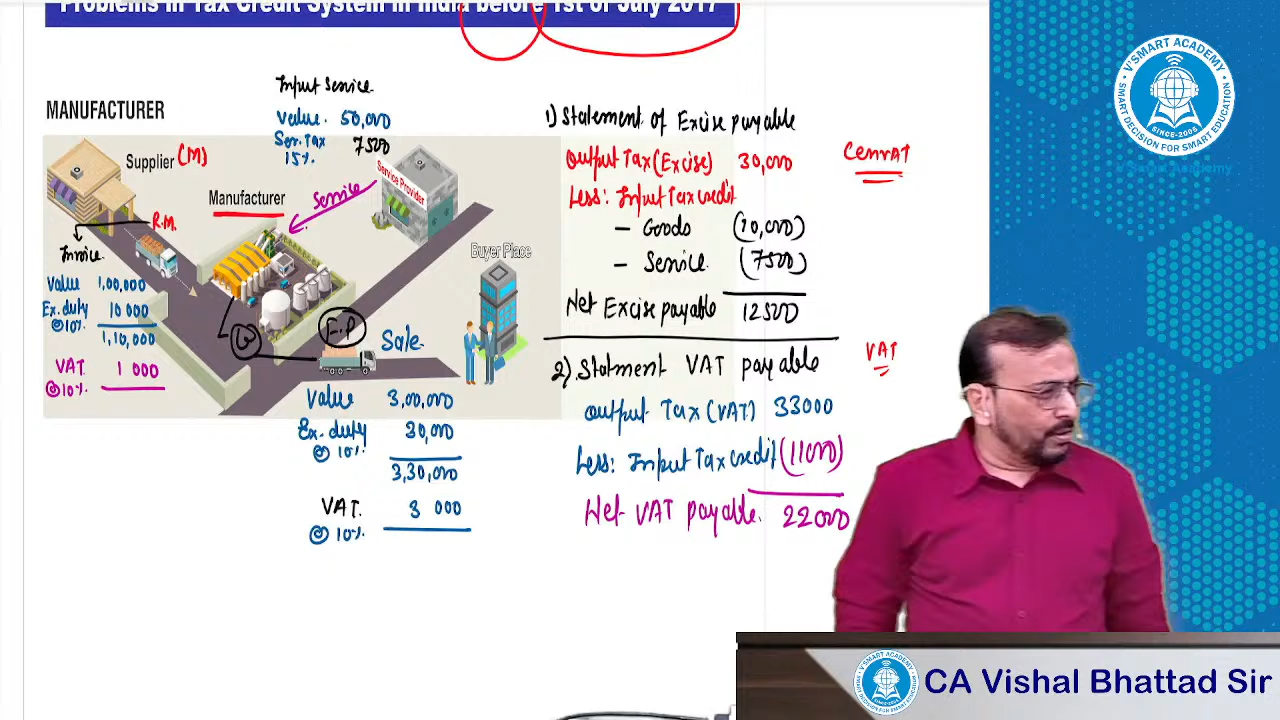 Problems in Tax Credit System in India before 1st of July 2017
MANUFACTURER
Input Service
Value. 50,000
Ser. Tax 7500
15%.
Supplier (M)
Manufacturer
Service
Service Provider
R.M.
Invoice
Value 1,00,000
Ex. duty 10 000
@10%.
1,10,000
VAT 1 000
@10%.
Buyer Place
F.P
Sale
Value 3,00,000
Ex. duty 30,000
@ 10%
3,30,000
VAT. 3 000
@ 10%.
1) Statement of Excise payable
Output Tax (Excise) 30,000
Less: Input Tax credit
- Goods (10,000)
- Service. (7500)
Net Excise payable 12500
CENVAT
2) Statment VAT payable
Output Tax (VAT) 33000
Less: Input Tax credit (11000)
Net VAT payable. 22000
VAT
V'SMART ACADEMY
SMART DECISION FOR SMART EDUCATION
SINCE-2005
Smart Academy
V'SMART ACADEMY
CA Vishal Bhattad Sir